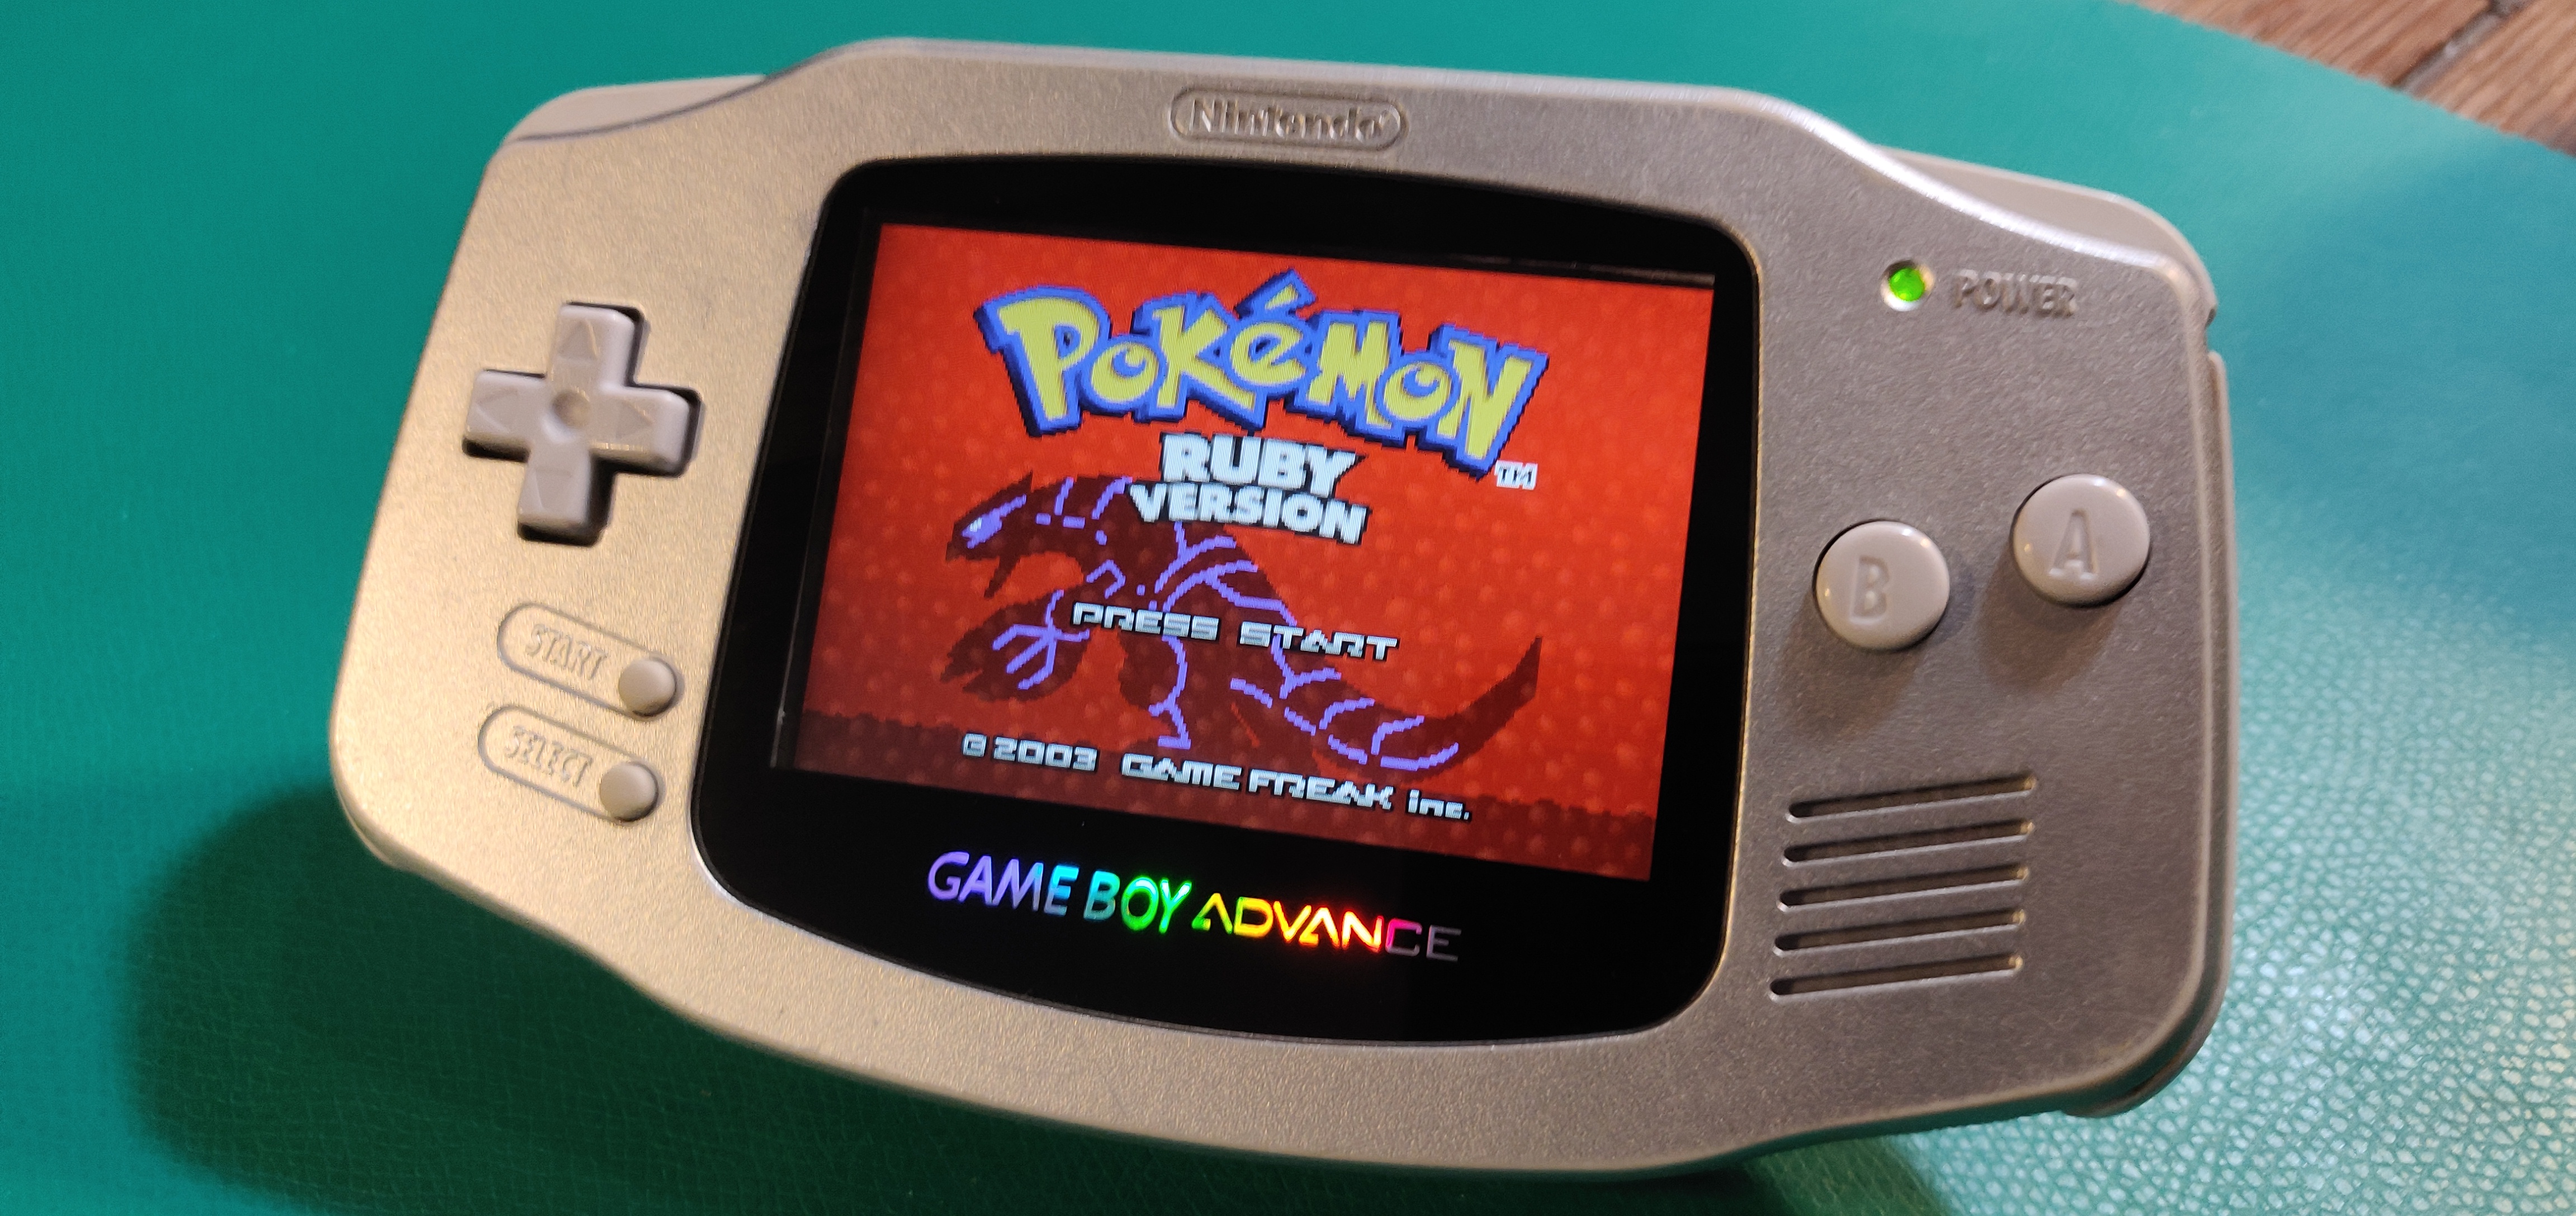 Nintendo
POWER
POKéMON
TM
RUBY
VERSION
B A
PRESS START
START
SELECT
©2003 GAME FREAK inc.
GAME BOY ADVANCE